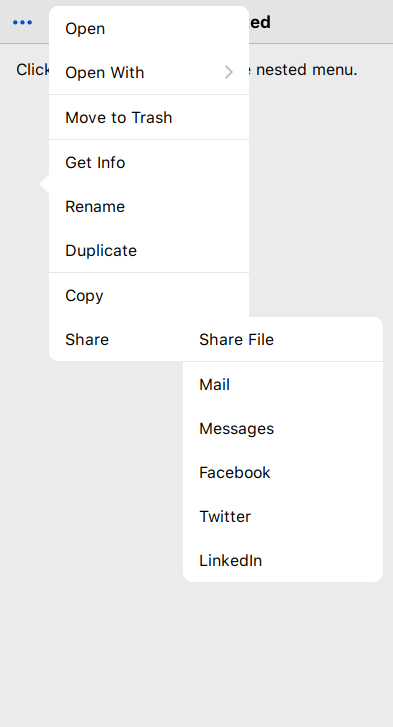 ted
Open
Click
e nested menu.
Open With
Move to Trash
Get Info
Rename
Duplicate
Copy
Share
Share File
Mail
Messages
Facebook
Twitter
LinkedIn